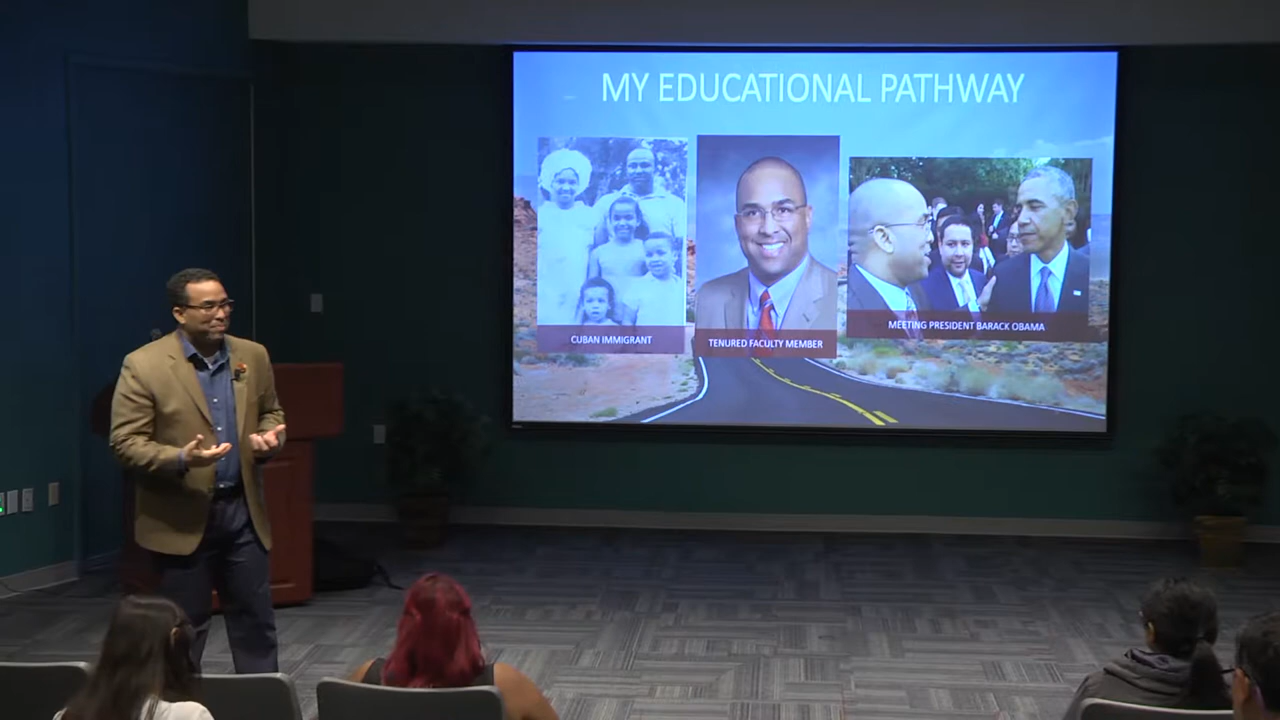 MY EDUCATIONAL PATHWAY
CUBAN IMMIGRANT
TENURED FACULTY MEMBER
MEETING PRESIDENT BARACK OBAMA